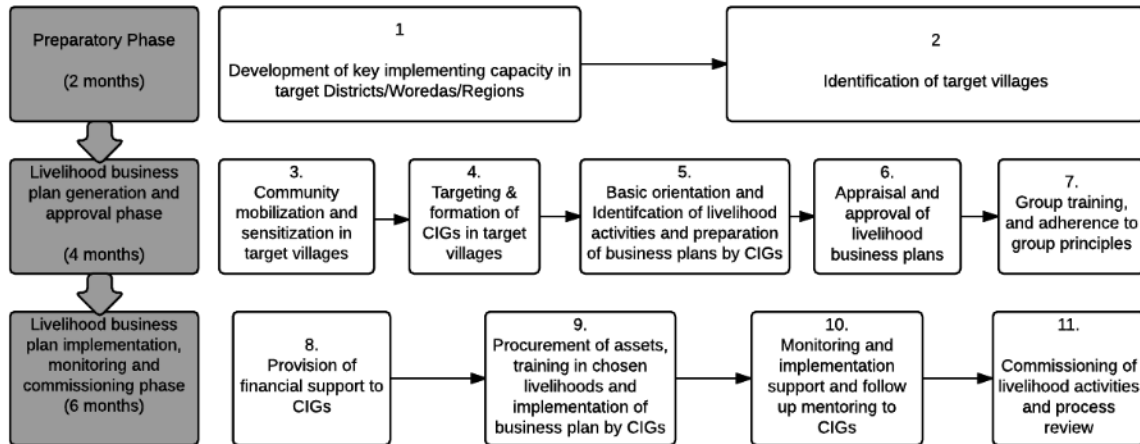 Preparatory Phase
(2 months)
1
Development of key implementing capacity in
target Districts/Woredas/Regions
2
Identification of target villages
Livelihood business
plan generation and
approval phase
(4 months)
3.
Community
mobilization and
sensitization in
target villages
4.
Targeting &
formation of
CIGs in target
villages
5.
Basic orientation and
Identifcation of livelihood
activities and preparation
of business plans by CIGs
6.
Appraisal and
approval of
livelihood
business plans
7.
Group training,
and adherence to
group principles
Livelihood business
plan implementation,
monitoring and
commissioning phase
(6 months)
8.
Provision of
financial support to
CIGs
9.
Procurement of assets,
training in chosen
livelihoods and
implementation of
business plan by CIGs
10.
Monitoring and
implementation
support and follow
up mentoring to
CIGs
11.
Commissioning of
livelihood activities
and process
review